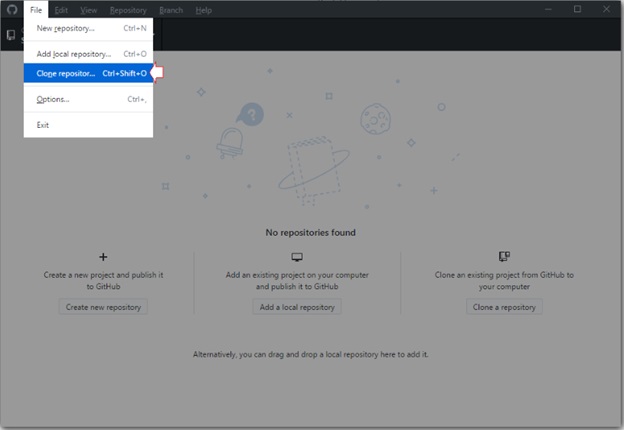 File Edit View Repository Branch Help
New repository... Ctrl+N
Add local repository... Ctrl+O
Clone repositor... Ctrl+Shift+O
Options... Ctrl+,
Exit
?
No repositories found
Create a new project and publish it
to GitHub
Create new repository
Add an existing project on your computer
and publish it to GitHub
Add a local repository
Clone an existing project from GitHub to
your computer
Clone a repository
Alternatively, you can drag and drop a local repository here to add it.